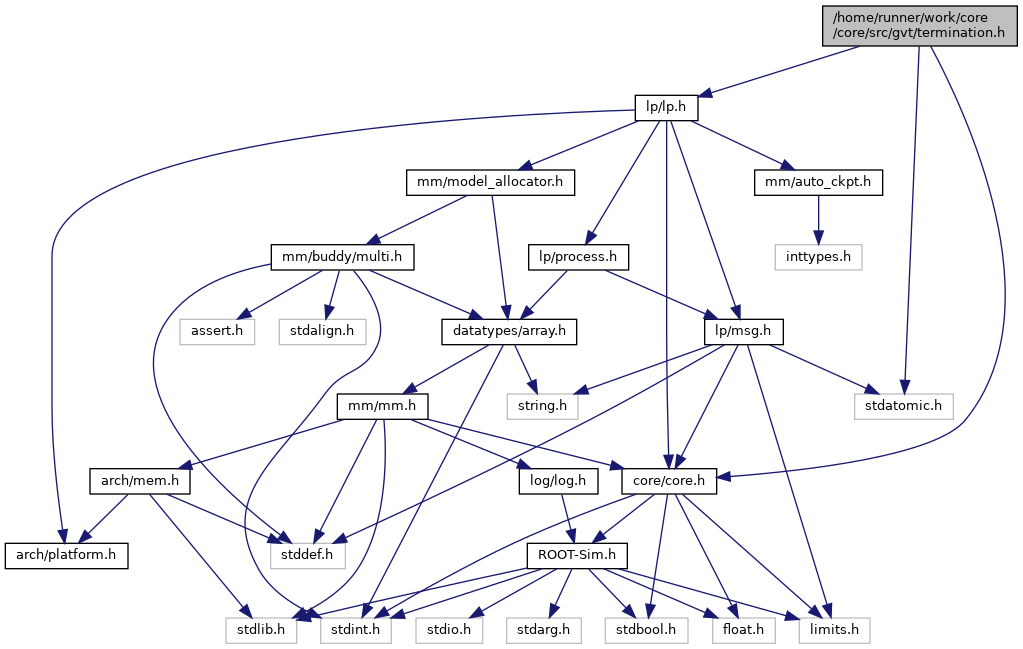 /home/runner/work/core
/core/src/gvt/termination.h
lp/lp.h
mm/model_allocator.h
mm/auto_ckpt.h
mm/buddy/multi.h
lp/process.h
inttypes.h
assert.h
stdalign.h
datatypes/array.h
lp/msg.h
mm/mm.h
string.h
stdatomic.h
arch/mem.h
log/log.h
core/core.h
arch/platform.h
stddef.h
ROOT-Sim.h
stdlib.h
stdint.h
stdio.h
stdarg.h
stdbool.h
float.h
limits.h